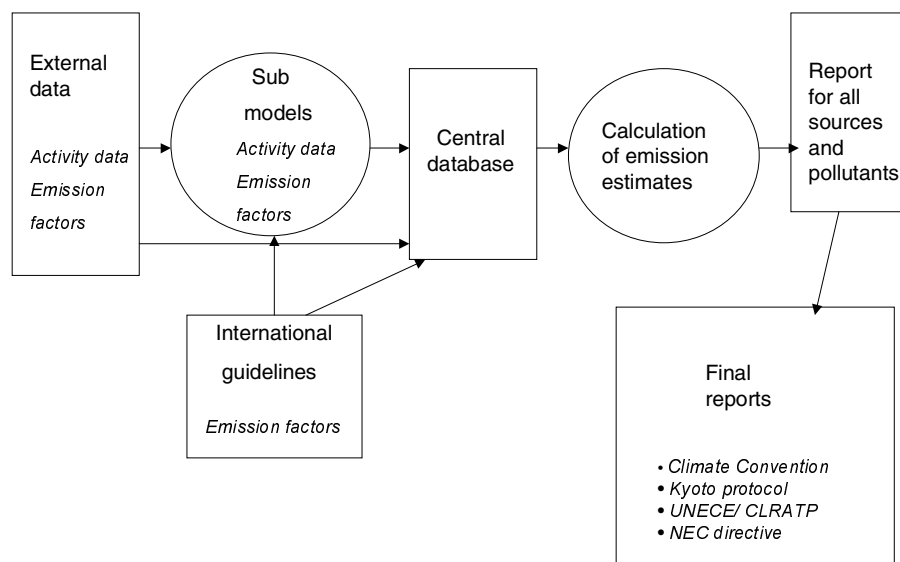 External
data
Activity data
Emission
factors
Sub
models
Activity data
Emission
factors
Central
database
Calculation
of emission
estimates
Report
for all
sources
and
pollutants
International
guidelines
Emission factors
Final
reports
• Climate Convention
• Kyoto protocol
• UNECE/ CLRATP
• NEC directive